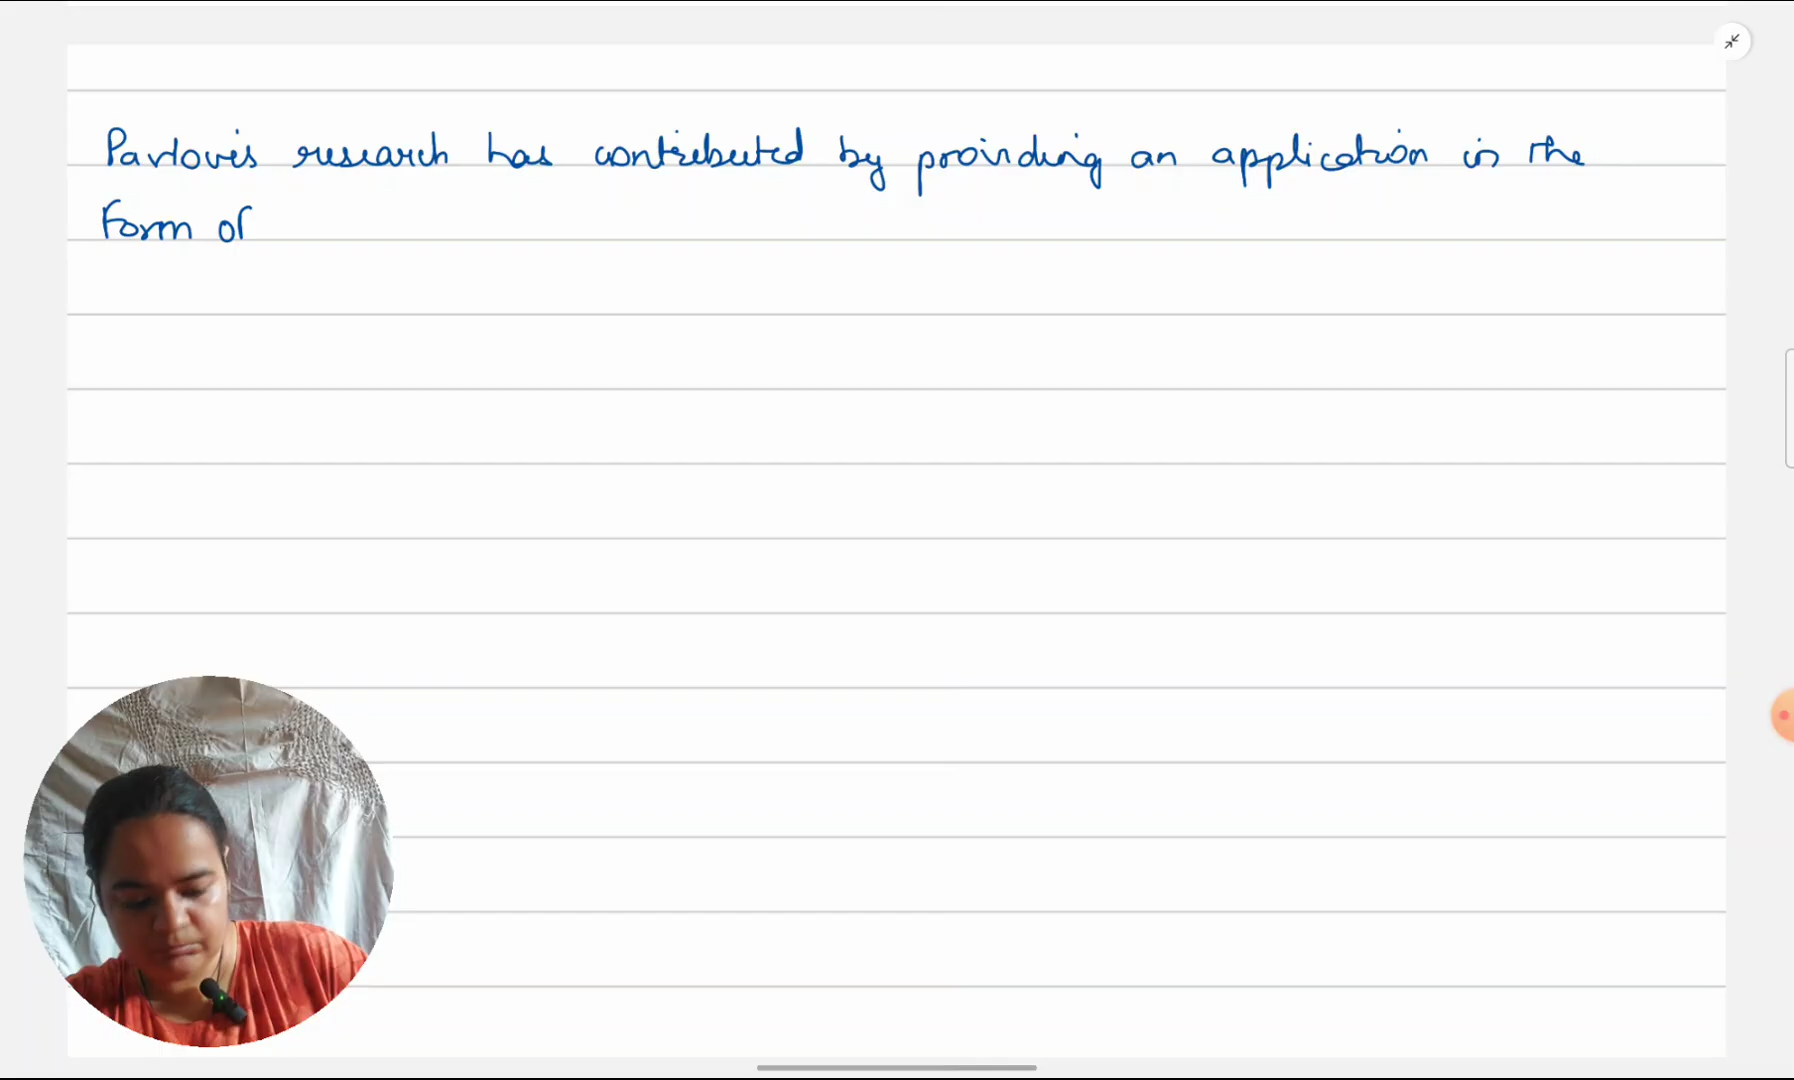 Pavlov's research has contributed by providing an application in the
form of